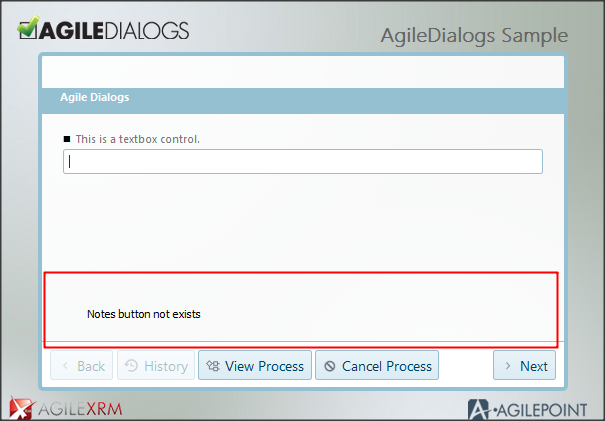 AGILEDIALOGS
AgileDialogs Sample
Agile Dialogs
This is a textbox control.
Notes button not exists
Back
History
View Process
Cancel Process
Next
AGILEXRM
AGILEPOINT